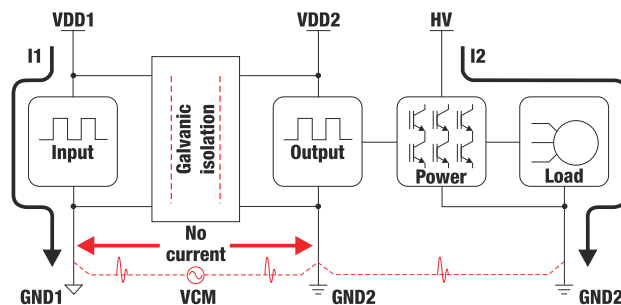 VDD1
VDD2
HV
I1
I2
Galvanic
isolation
Input
Output
Power
Load
No
current
GND1
VCM
GND2
GND2